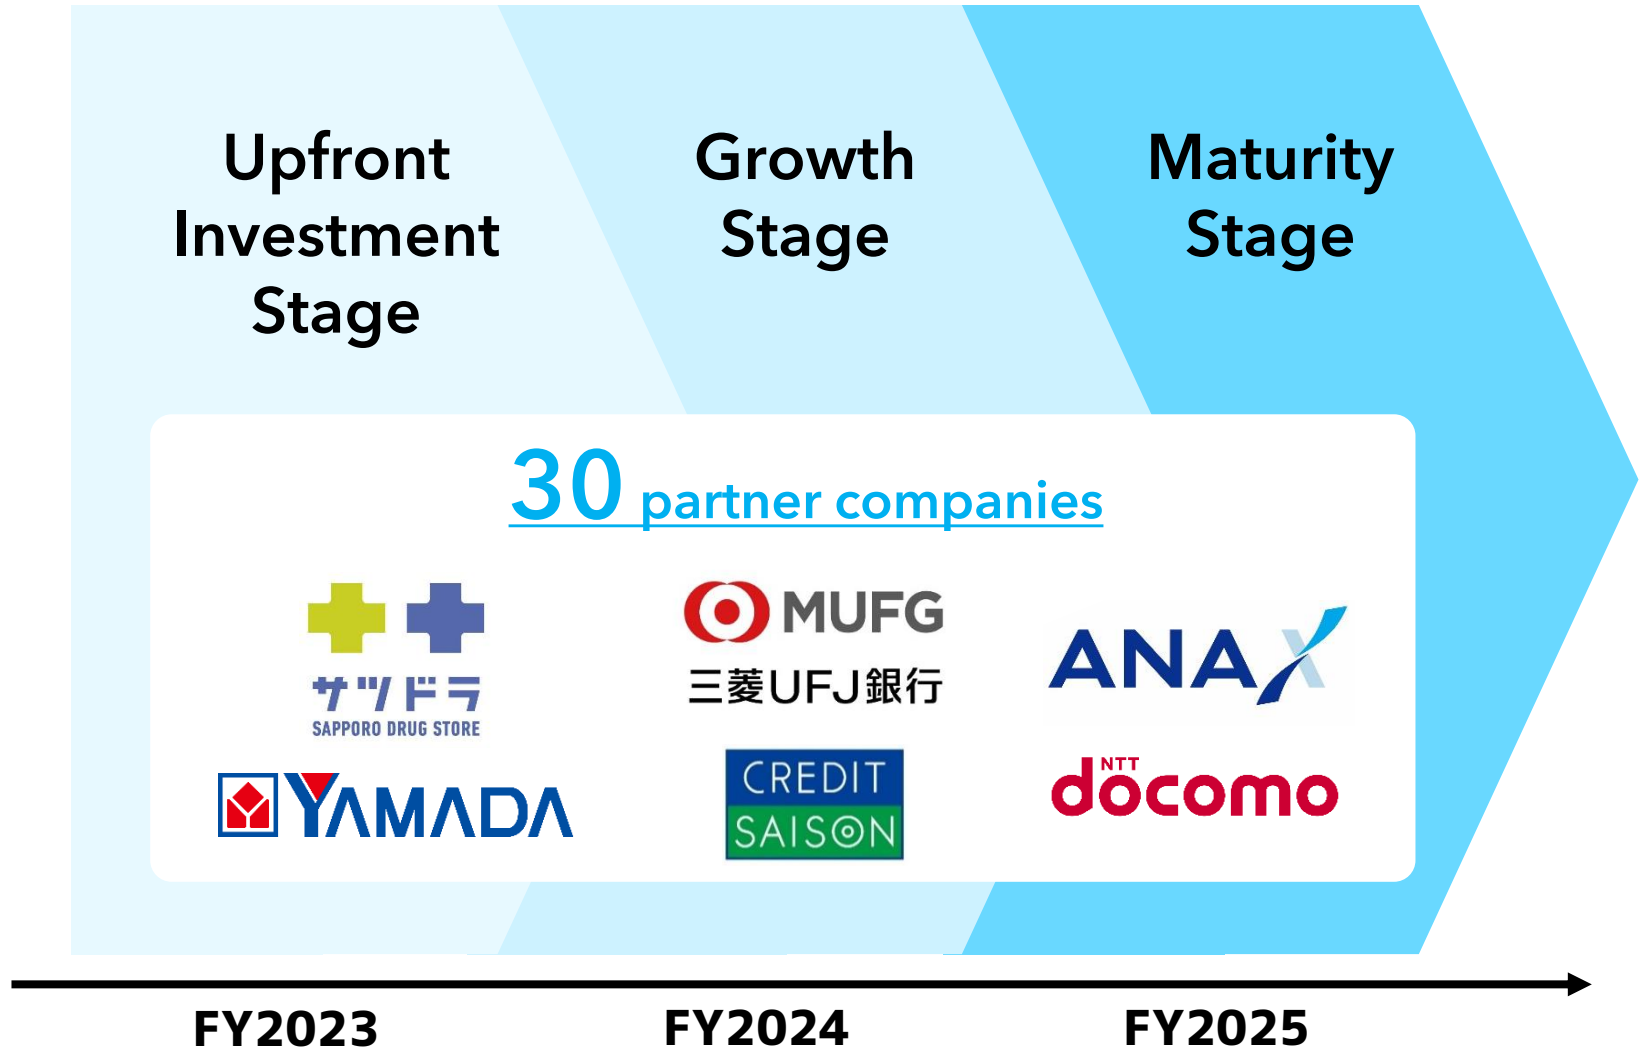 Upfront
Investment
Stage
Growth
Stage
Maturity
Stage
30 partner companies
サツドラ
SAPPORO DRUG STORE
MUFG
三菱UFJ銀行
ANA X
YAMADA
CREDIT
SAISON
NTT
docomo
FY2023
FY2024
FY2025